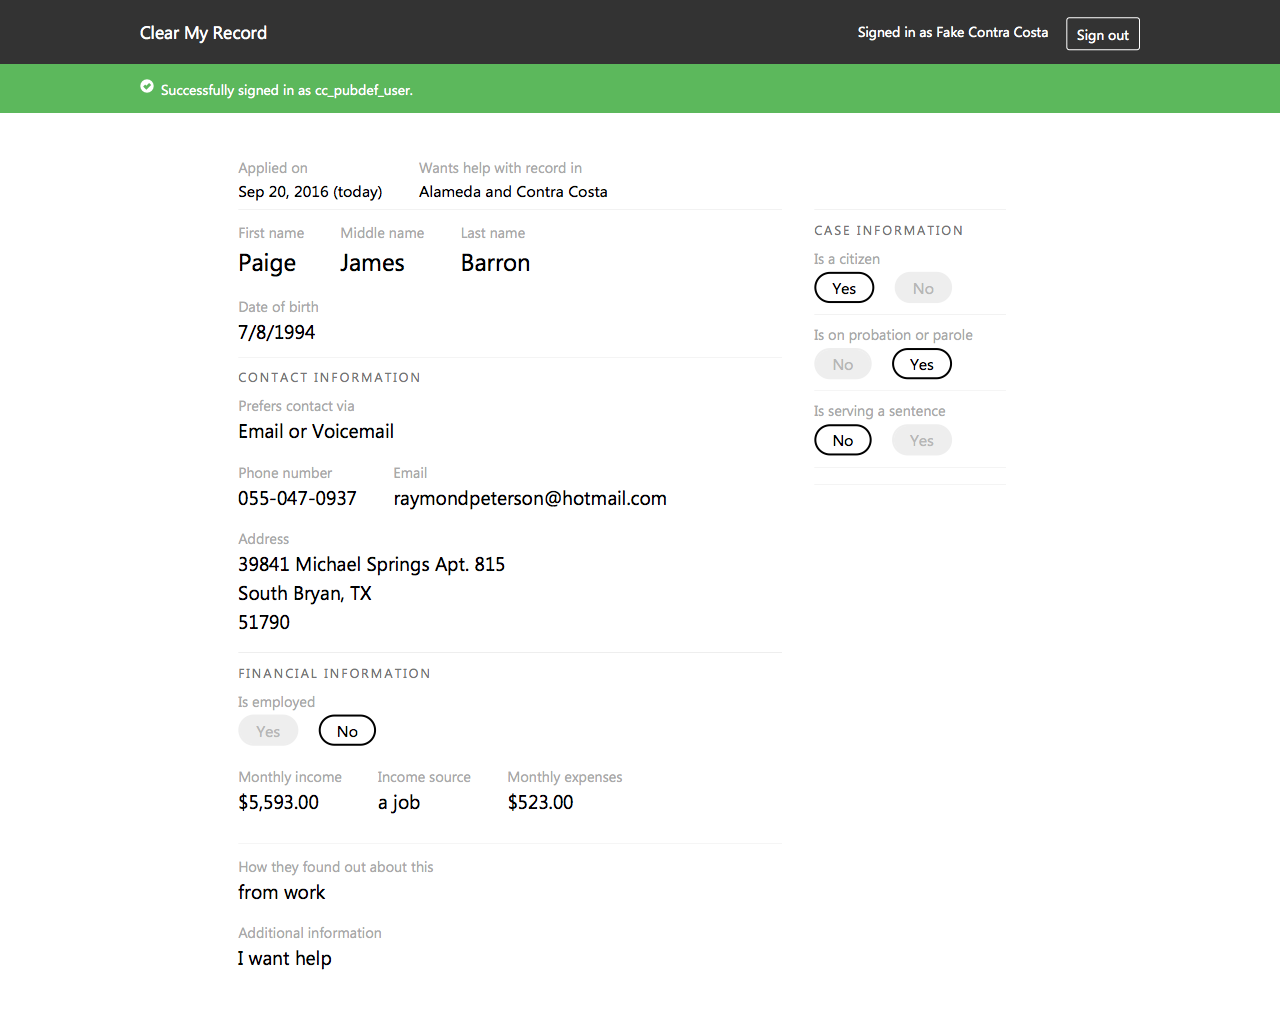 Clear My Record
Signed in as Fake Contra Costa
Sign out
Successfully signed in as cc_pubdef_user.
Applied on
Wants help with record in
Sep 20, 2016 (today)
Alameda and Contra Costa
First name
Middle name
Last name
Paige
James
Barron
Date of birth
7/8/1994
CONTACT INFORMATION
Prefers contact via
Email or Voicemail
Phone number
Email
055-047-0937
raymondpeterson@hotmail.com
Address
39841 Michael Springs Apt. 815
South Bryan, TX
51790
FINANCIAL INFORMATION
Is employed
Yes
No
Monthly income
Income source
Monthly expenses
$5,593.00
a job
$523.00
How they found out about this
from work
Additional information
I want help
CASE INFORMATION
Is a citizen
Yes
No
Is on probation or parole
No
Yes
Is serving a sentence
No
Yes